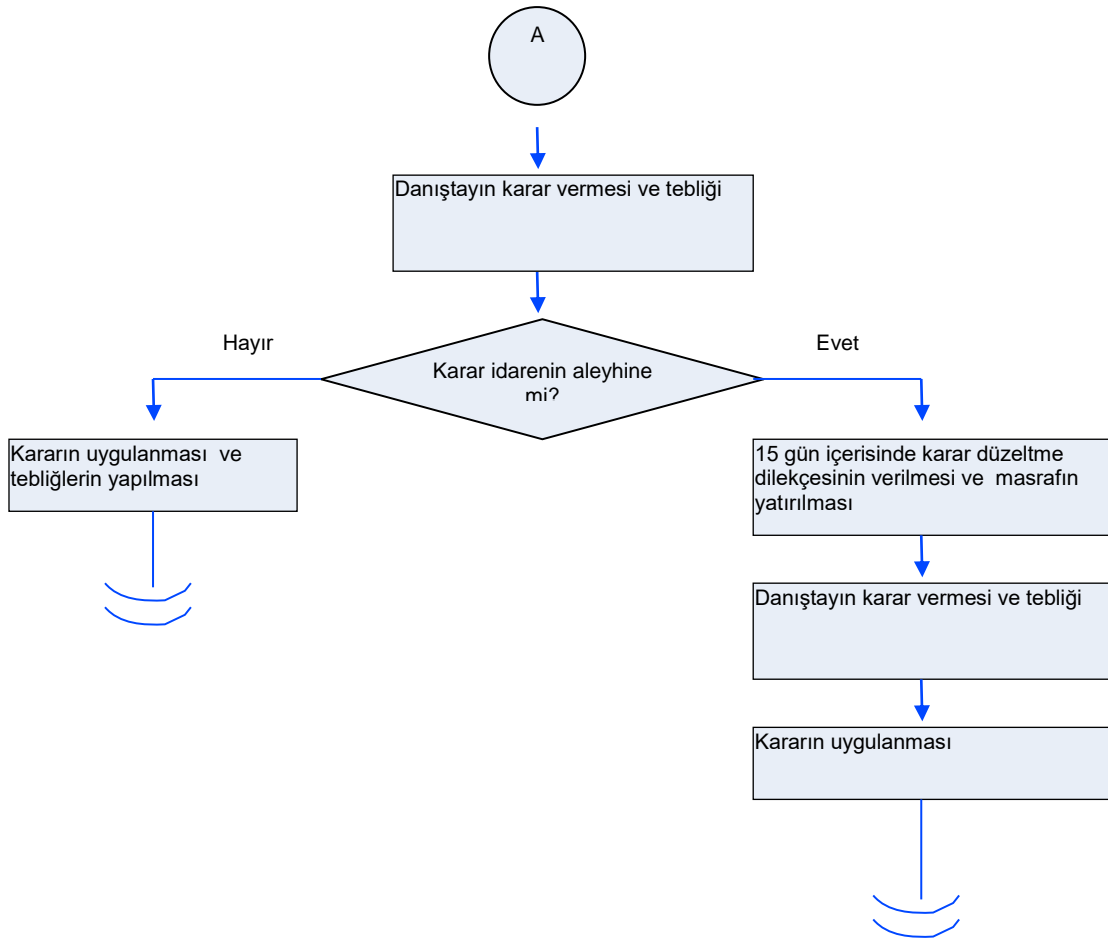 A
Danıştayın karar vermesi ve tebliği
Hayır
Evet
Karar idarenin aleyhine
mi?
Kararın uygulanması  ve
tebliğlerin yapılması
15 gün içerisinde karar düzeltme
dilekçesinin verilmesi ve  masrafın
yatırılması
Danıştayın karar vermesi ve tebliği
Kararın uygulanması